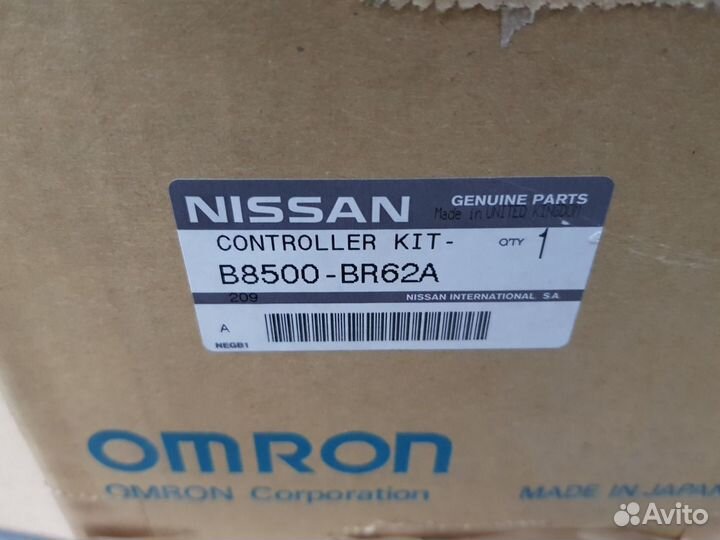 NISSAN
GENUINE PARTS
Made in UNITED KINGDOM
CONTROLLER KIT-
QTY 1
B8500-BR62A
209
NISSAN INTERNATIONAL S.A
A
NEGB1
OMRON
OMRON Corporation
MADE IN JAPAN
Avito